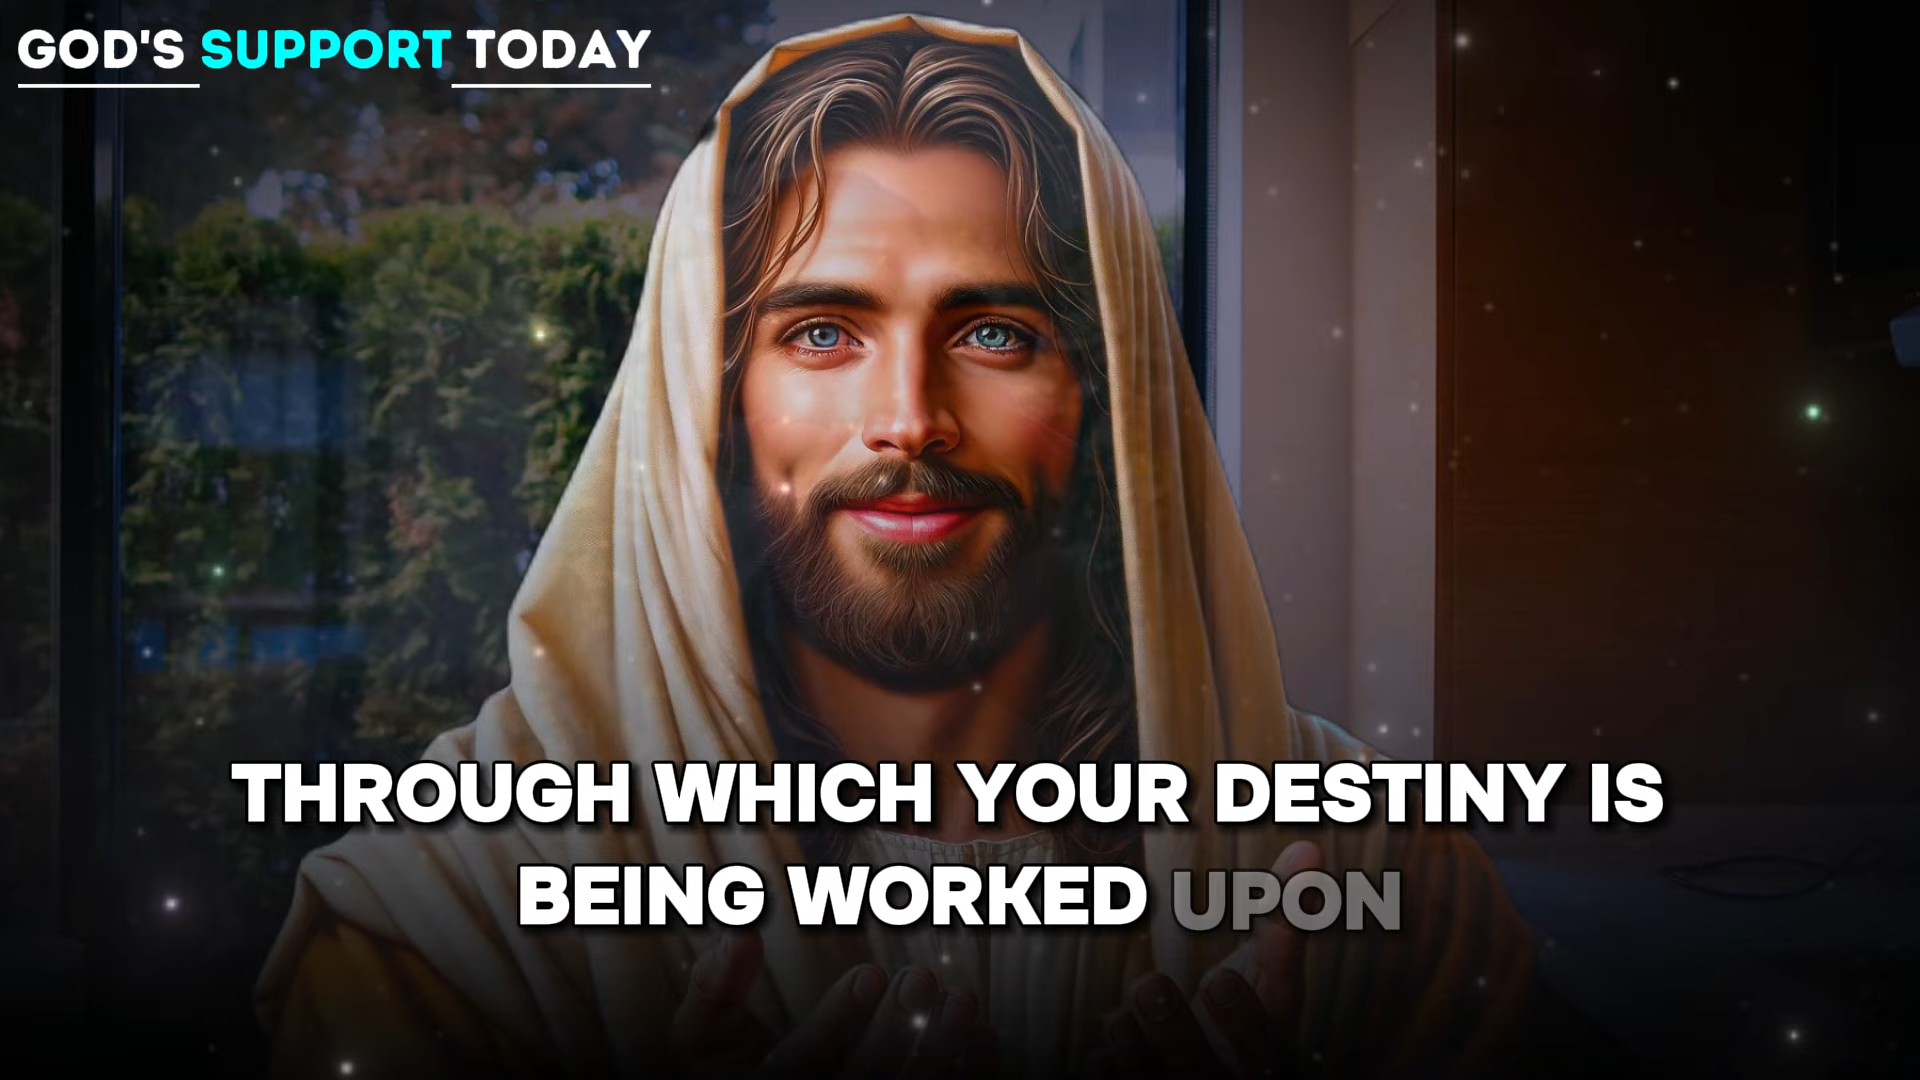 GOD'S SUPPORT TODAY
THROUGH WHICH YOUR DESTINY IS
BEING WORKED UPON